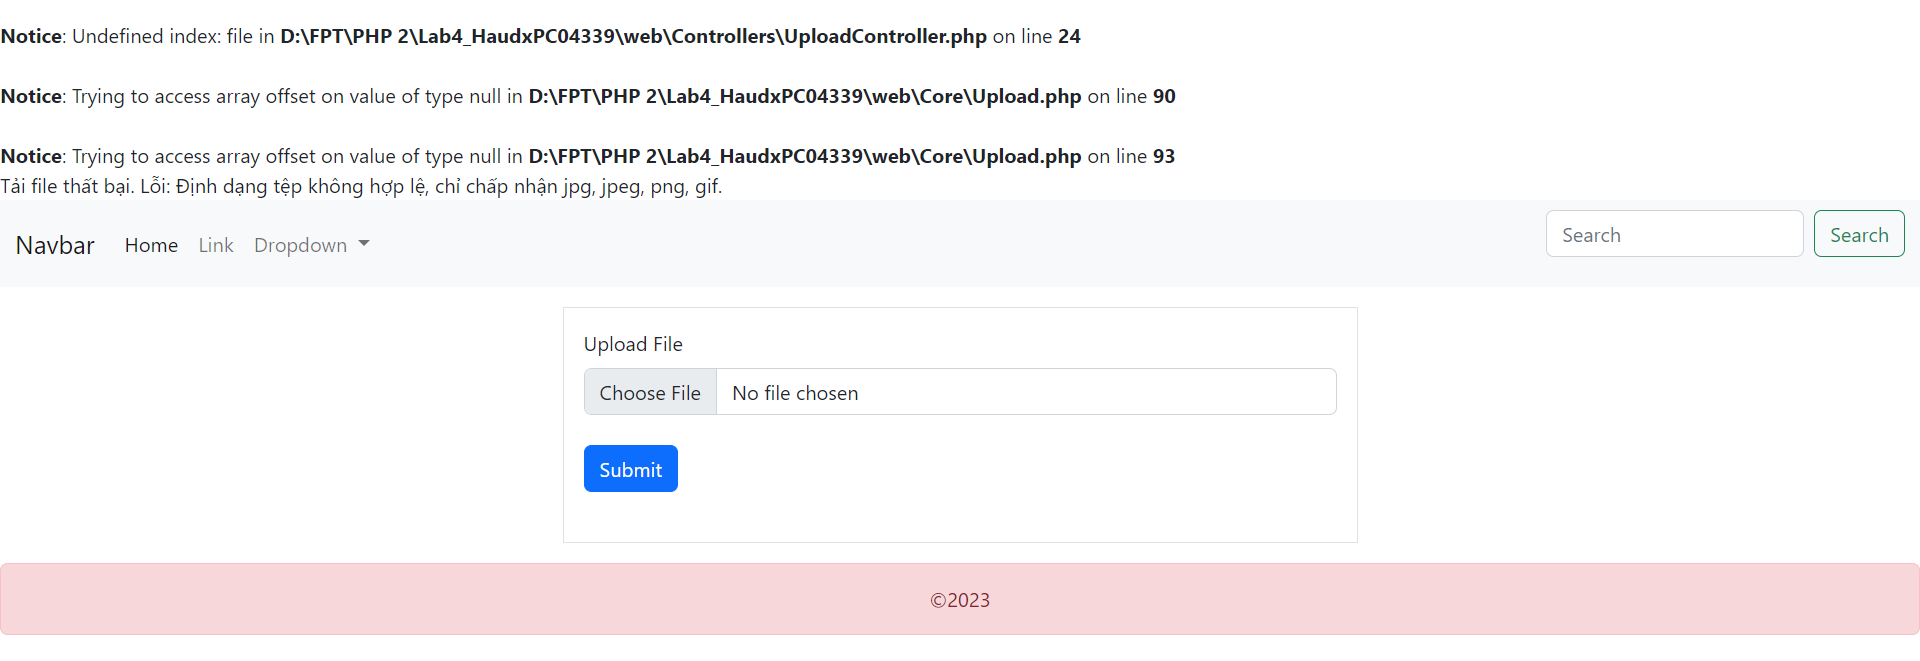 Notice: Undefined index: file in D:\FPT\PHP 2\Lab4_HaudxPC04339\web\Controllers\UploadController.php on line 24
Notice: Trying to access array offset on value of type null in D:\FPT\PHP 2\Lab4_HaudxPC04339\web\Core\Upload.php on line 90
Notice: Trying to access array offset on value of type null in D:\FPT\PHP 2\Lab4_HaudxPC04339\web\Core\Upload.php on line 93
Tải file thất bại. Lỗi: Định dạng tệp không hợp lệ, chỉ chấp nhận jpg, jpeg, png, gif.
Navbar Home Link Dropdown Search Search
Upload File
Choose File No file chosen
Submit
©2023